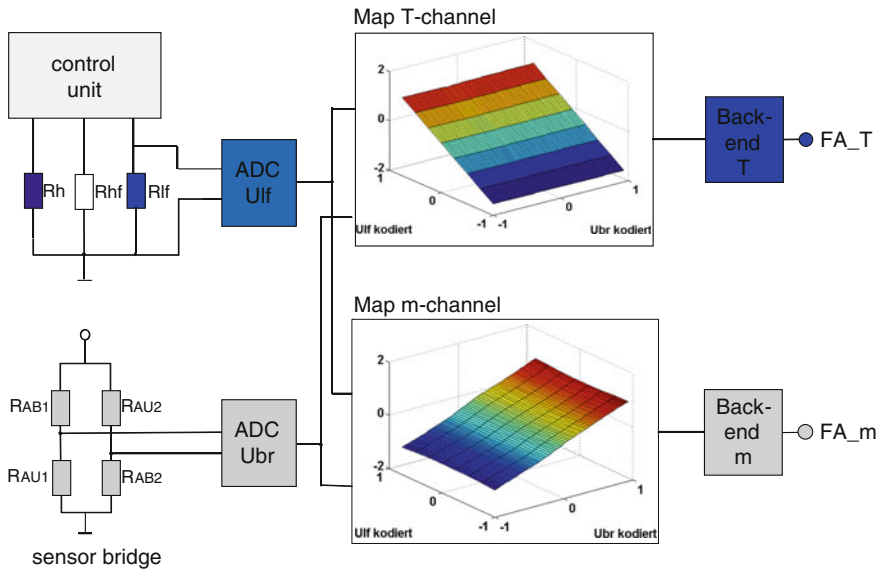 Map T-channel
control
unit
Rh
Rhf
Rlf
ADC
Ulf
2
0
-2
1
0
-1
-1
0
1
Ulf kodiert
Ubr kodiert
Back-
end
T
FA_T
Map m-channel
RAB1
RAU2
RAU1
RAB2
sensor bridge
ADC
Ubr
2
0
-2
1
0
-1
-1
0
1
Ulf kodiert
Ubr kodiert
Back-
end
m
FA_m